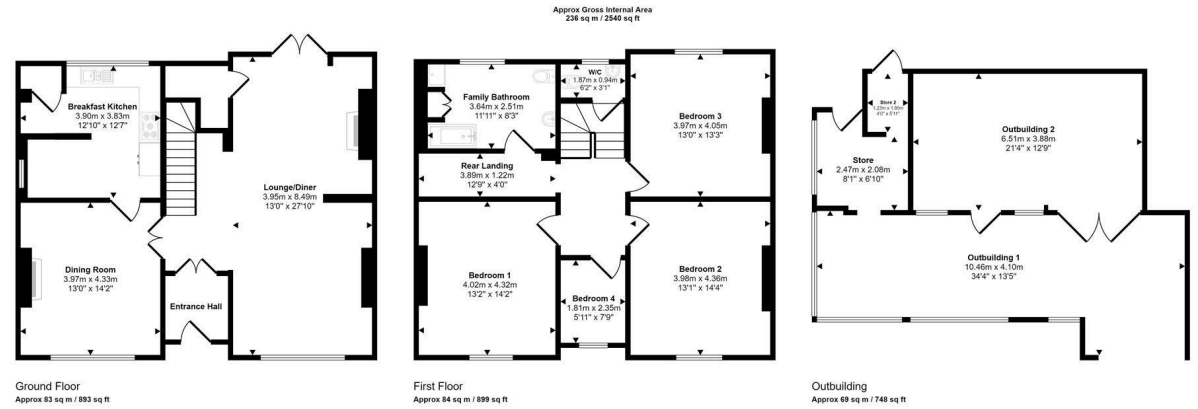 Approx Gross Internal Area
236 sq m / 2540 sq ft
Breakfast Kitchen
3.90m x 3.83m
12'10" x 12'7"
Lounge/Diner
3.95m x 8.49m
13'0" x 27'10"
Dining Room
3.97m x 4.33m
13'0" x 14'2"
Entrance Hall
Ground Floor
Approx 83 sq m / 893 sq ft
W/C
1.87m x 0.94m
6'2" x 3'1"
Family Bathroom
3.64m x 2.51m
11'11" x 8'3"
Bedroom 3
3.97m x 4.05m
13'0" x 13'3"
Rear Landing
3.89m x 1.22m
12'9" x 4'0"
Bedroom 1
4.02m x 4.32m
13'2" x 14'2"
Bedroom 2
3.98m x 4.36m
13'1" x 14'4"
Bedroom 4
1.81m x 2.35m
5'11" x 7'9"
First Floor
Approx 84 sq m / 899 sq ft
Store 2
4'0" x 5'11"
Outbuilding 2
6.51m x 3.88m
21'4" x 12'9"
Store
2.47m x 2.08m
8'1" x 6'10"
Outbuilding 1
10.46m x 4.10m
34'4" x 13'5"
Outbuilding
Approx 69 sq m / 748 sq ft